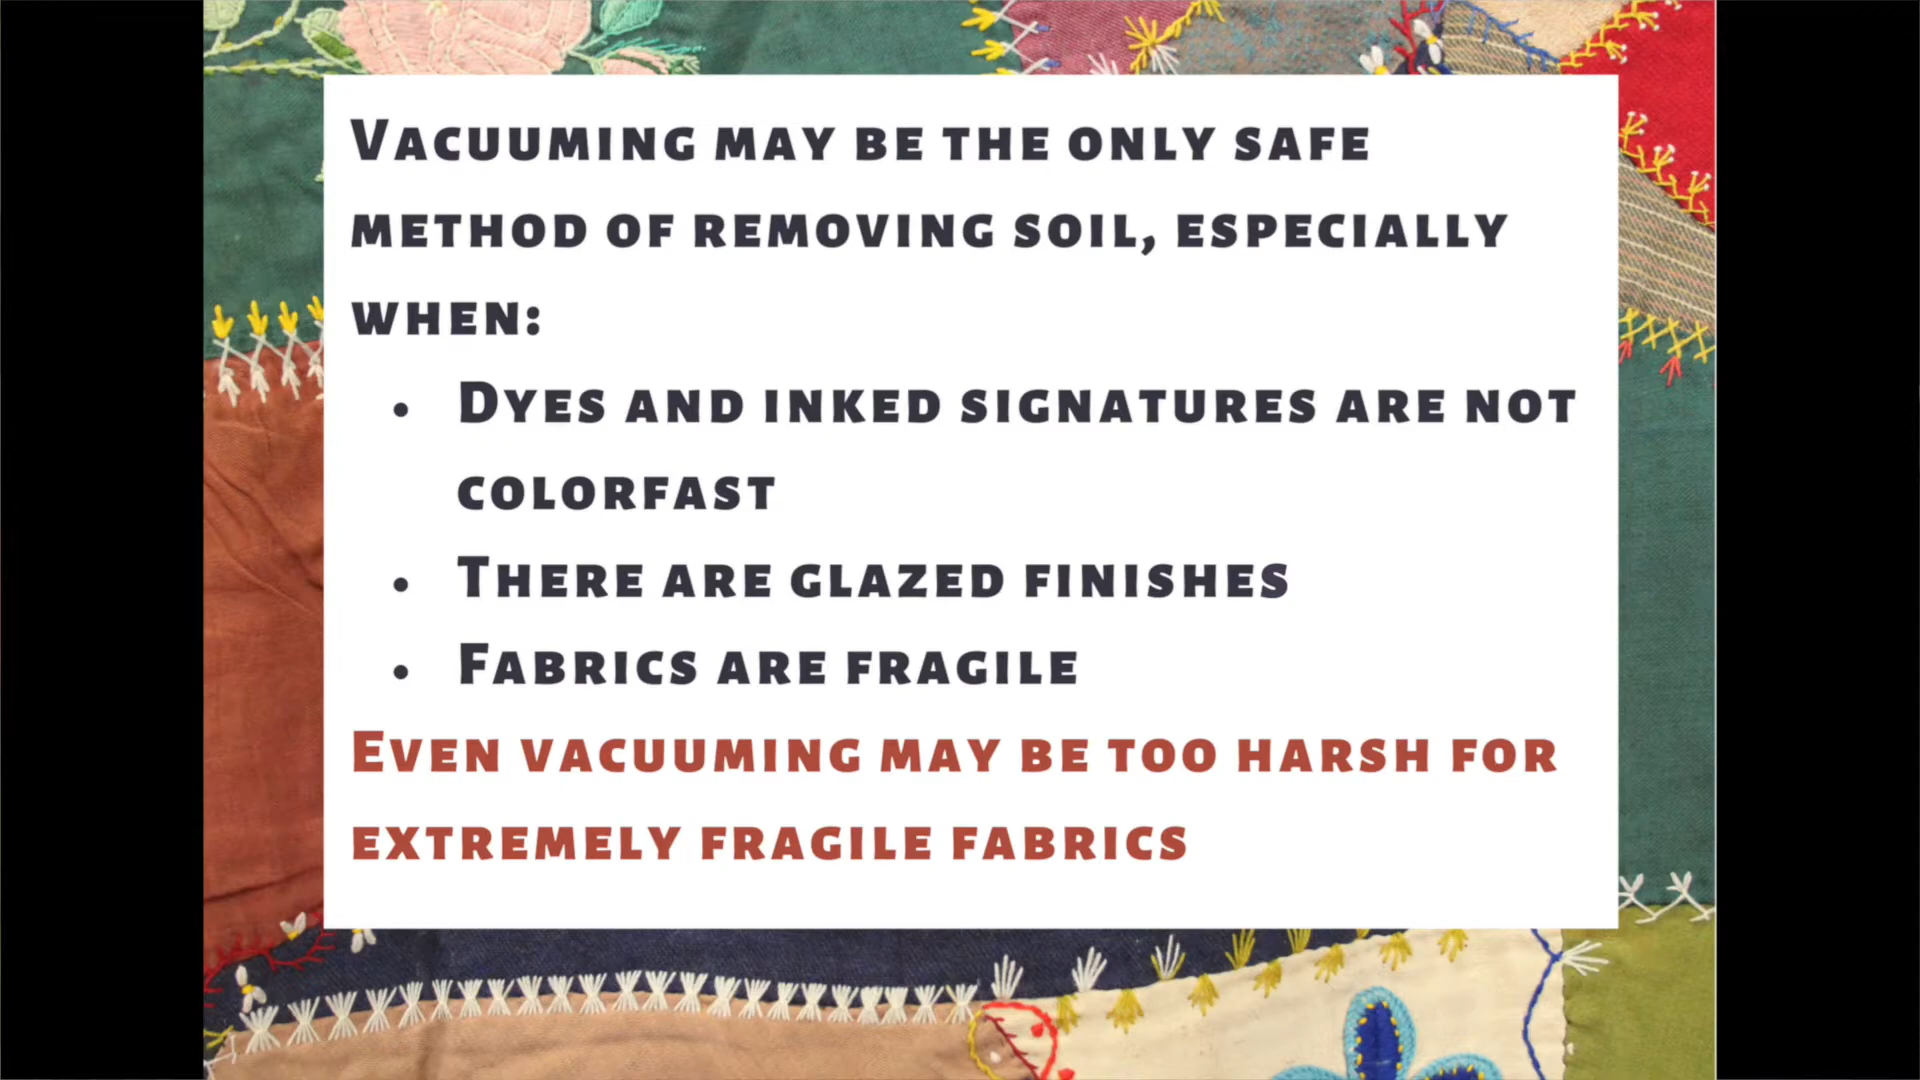 Vacuuming may be the only safe
method of removing soil, especially
when:
• Dyes and inked signatures are not
colorfast
• There are glazed finishes
• Fabrics are fragile
Even vacuuming may be too harsh for
extremely fragile fabrics